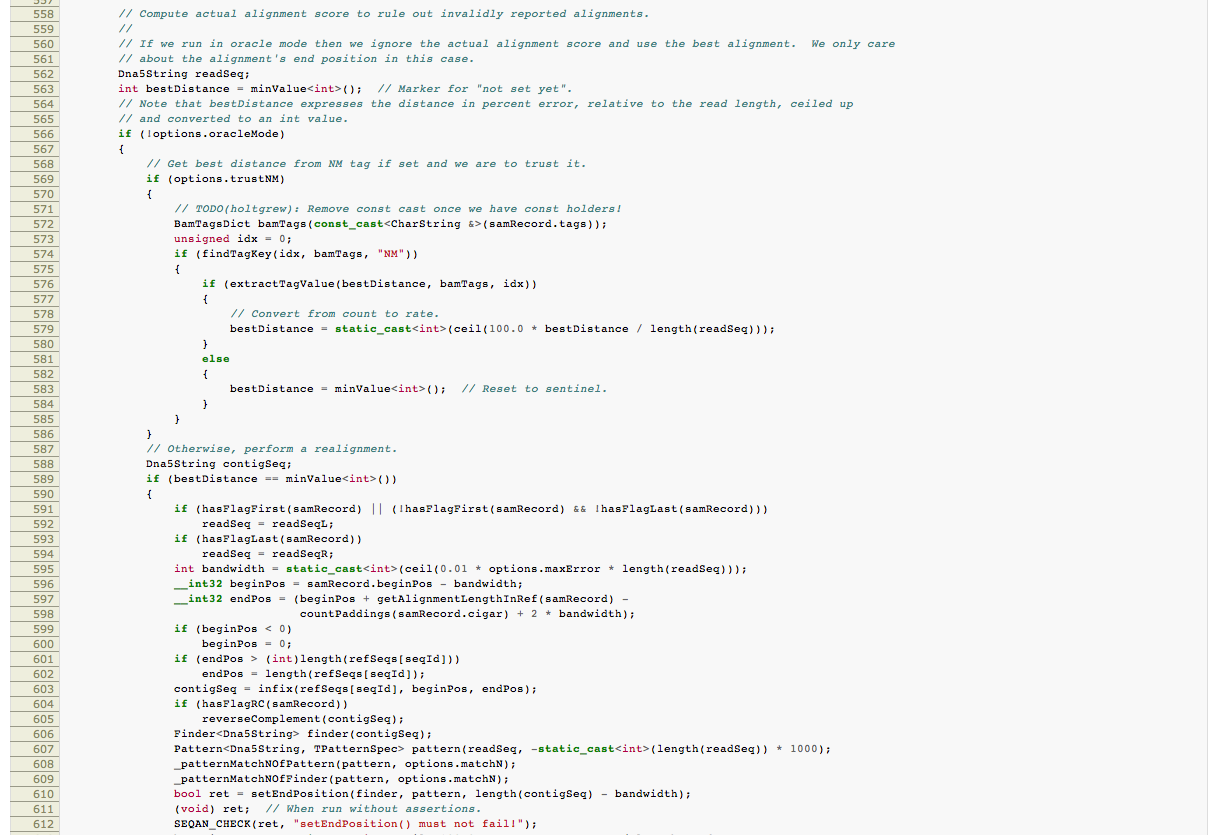 557
558 // Compute actual alignment score to rule out invalidly reported alignments.
559 //
560 // If we run in oracle mode then we ignore the actual alignment score and use the best alignment.  We only care
561 // about the alignment's end position in this case.
562 Dna5String readSeq;
563 int bestDistance = minValue<int>();  // Marker for "not set yet".
564 // Note that bestDistance expresses the distance in percent error, relative to the read length, ceiled up
565 // and converted to an int value.
566 if (!options.oracleMode)
567 {
568 // Get best distance from NM tag if set and we are to trust it.
569 if (options.trustNM)
570 {
571 // TODO(holtgrew): Remove const cast once we have const holders!
572 BamTagsDict bamTags(const_cast<CharString &>(samRecord.tags));
573 unsigned idx = 0;
574 if (findTagKey(idx, bamTags, "NM"))
575 {
576 if (extractTagValue(bestDistance, bamTags, idx))
577 {
578 // Convert from count to rate.
579 bestDistance = static_cast<int>(ceil(100.0 * bestDistance / length(readSeq)));
580 }
581 else
582 {
583 bestDistance = minValue<int>();  // Reset to sentinel.
584 }
585 }
586 }
587 // Otherwise, perform a realignment.
588 Dna5String contigSeq;
589 if (bestDistance == minValue<int>())
590 {
591 if (hasFlagFirst(samRecord) || (!hasFlagFirst(samRecord) && !hasFlagLast(samRecord)))
592 readSeq = readSeqL;
593 if (hasFlagLast(samRecord))
594 readSeq = readSeqR;
595 int bandwidth = static_cast<int>(ceil(0.01 * options.maxError * length(readSeq)));
596 __int32 beginPos = samRecord.beginPos - bandwidth;
597 __int32 endPos = (beginPos + getAlignmentLengthInRef(samRecord) -
598 countPaddings(samRecord.cigar) + 2 * bandwidth);
599 if (beginPos < 0)
600 beginPos = 0;
601 if (endPos > (int)length(refSeqs[seqId]))
602 endPos = length(refSeqs[seqId]);
603 contigSeq = infix(refSeqs[seqId], beginPos, endPos);
604 if (hasFlagRC(samRecord))
605 reverseComplement(contigSeq);
606 Finder<Dna5String> finder(contigSeq);
607 Pattern<Dna5String, TPatternSpec> pattern(readSeq, -static_cast<int>(length(readSeq)) * 1000);
608 _patternMatchNOfPattern(pattern, options.matchN);
609 _patternMatchNOfFinder(pattern, options.matchN);
610 bool ret = setEndPosition(finder, pattern, length(contigSeq) - bandwidth);
611 (void) ret;  // When run without assertions.
612 SEQAN_CHECK(ret, "setEndPosition() must not fail!");